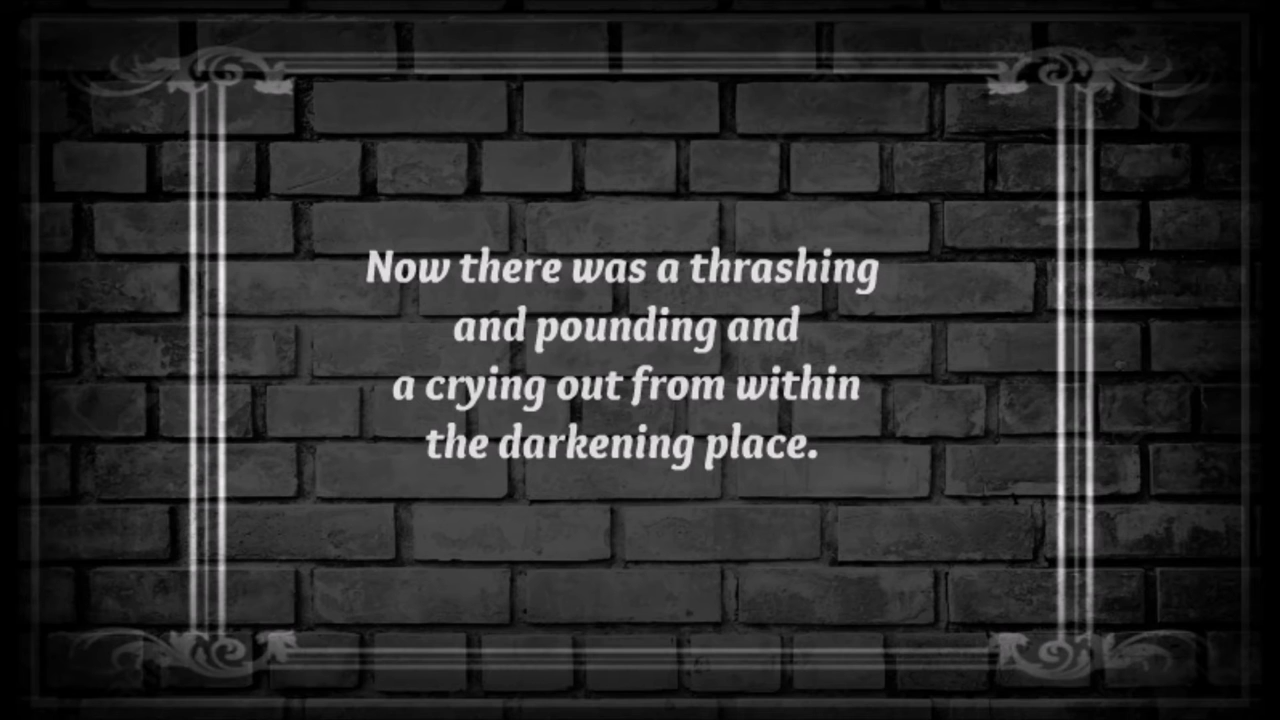 Now there was a thrashing
and pounding and
a crying out from within
the darkening place.